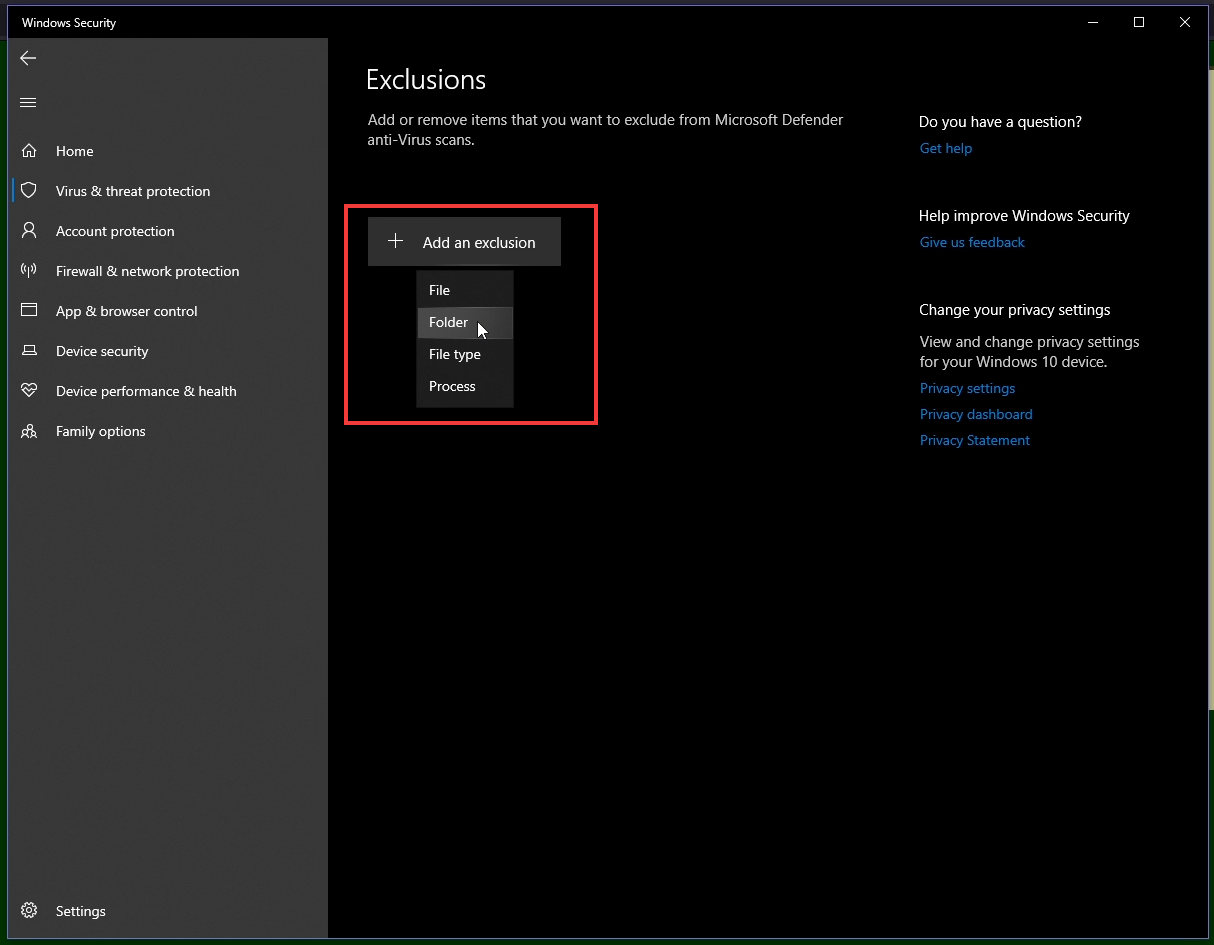 Windows Security
Home
Virus & threat protection
Account protection
Firewall & network protection
App & browser control
Device security
Device performance & health
Family options
Settings
Exclusions
Add or remove items that you want to exclude from Microsoft Defender
anti-Virus scans.
Add an exclusion
File
Folder
File type
Process
Do you have a question?
Get help
Help improve Windows Security
Give us feedback
Change your privacy settings
View and change privacy settings
for your Windows 10 device.
Privacy settings
Privacy dashboard
Privacy Statement